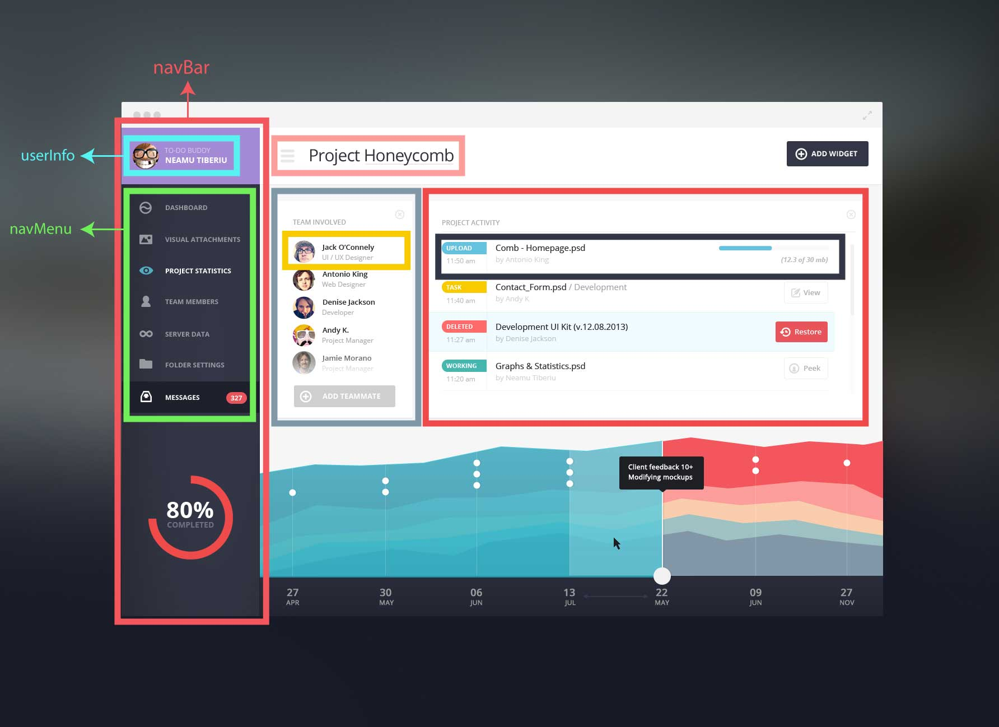 navBar
userInfo
navMenu
TO-DO BUDDY
NEAMU TIBERIU
Project Honeycomb
ADD WIDGET
DASHBOARD
VISUAL ATTACHMENTS
PROJECT STATISTICS
TEAM MEMBERS
SERVER DATA
FOLDER SETTINGS
MESSAGES 327
80%
COMPLETED
TEAM INVOLVED
Jack O’Connely
UI / UX Designer
Antonio King
Web Designer
Denise Jackson
Developer
Andy K.
Project Manager
Jamie Morano
Project Manager
ADD TEAMMATE
PROJECT ACTIVITY
UPLOAD Comb - Homepage.psd
11:50 am by Antonio King (12.3 of 30 mb)
TASK Contact_Form.psd / Development View
11:40 am by Andy K
DELETED Development UI Kit (v.12.08.2013) Restore
11:27 am by Denise Jackson
WORKING Graphs & Statistics.psd Peek
11:20 am by Neamu Tiberiu
Client feedback 10+
Modifying mockups
27 30 06 13 22 09 27
APR MAY JUN JUL MAY JUN NOV